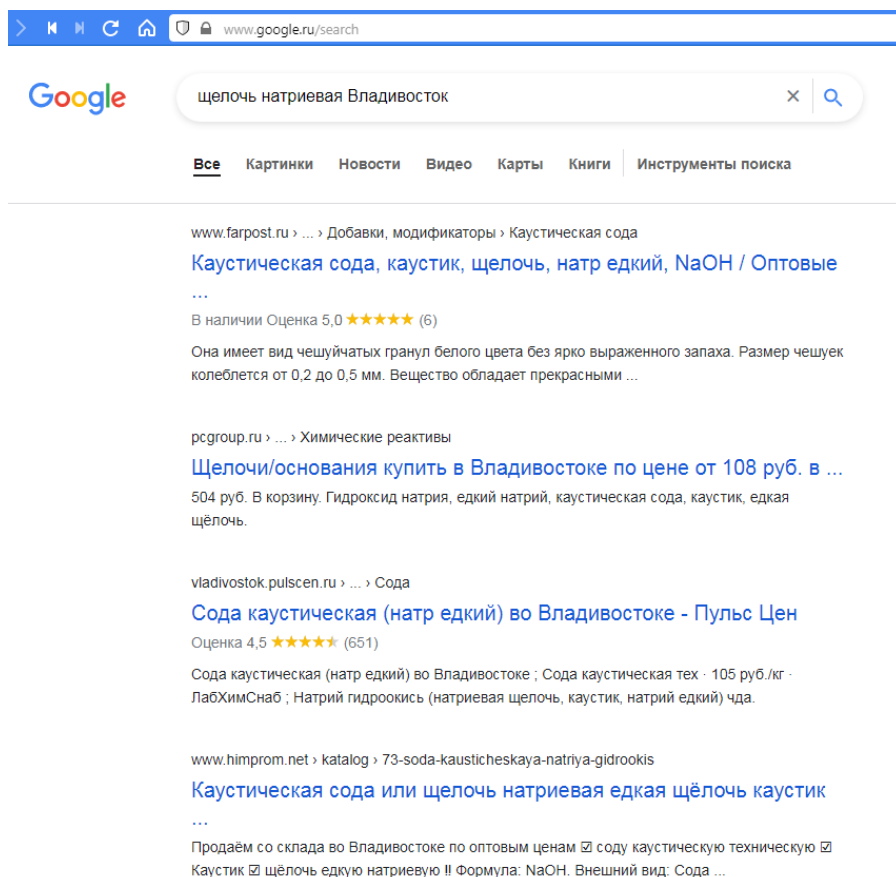 www.google.ru/search
Google
щелочь натриевая Владивосток
Все Картинки Новости Видео Карты Книги Инструменты поиска
www.farpost.ru › ... › Добавки, модификаторы › Каустическая сода
Каустическая сода, каустик, щелочь, натр едкий, NaOH / Оптовые
...
В наличии Оценка 5,0 ★★★★★ (6)
Она имеет вид чешуйчатых гранул белого цвета без ярко выраженного запаха. Размер чешуек
колеблется от 0,2 до 0,5 мм. Вещество обладает прекрасными ...
pcgroup.ru › ... › Химические реактивы
Щелочи/основания купить в Владивостоке по цене от 108 руб. в ...
504 руб. В корзину. Гидроксид натрия, едкий натрий, каустическая сода, каустик, едкая
щёлочь.
vladivostok.pulscen.ru › ... › Сода
Сода каустическая (натр едкий) во Владивостоке - Пульс Цен
Оценка 4,5 ★★★★★ (651)
Сода каустическая (натр едкий) во Владивостоке ; Сода каустическая тех · 105 руб./кг ·
ЛабХимСнаб ; Натрий гидроокись (натриевая щелочь, каустик, натрий едкий) чда.
www.himprom.net › katalog › 73-soda-kausticheskaya-natriya-gidrookis
Каустическая сода или щелочь натриевая едкая щёлочь каустик
...
Продаём со склада во Владивостоке по оптовым ценам ☑ соду каустическую техническую ☑
Каустик ☑ щёлочь едкую натриевую !! Формула: NaOH. Внешний вид: Сода ...